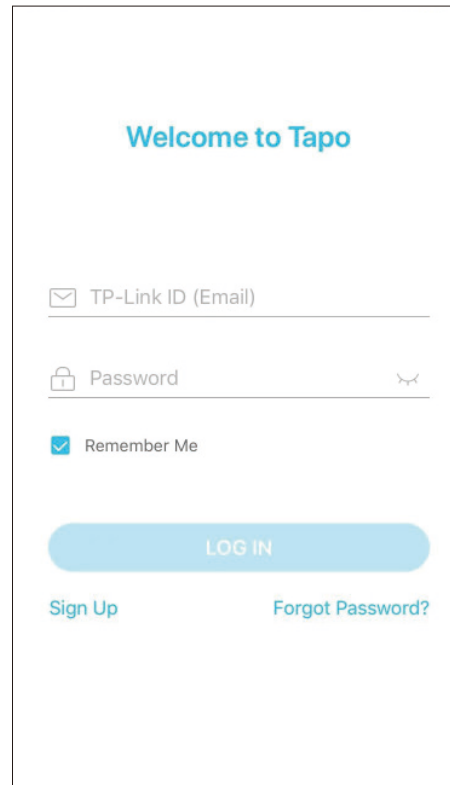 Welcome to Tapo
TP-Link ID (Email)
Password
Remember Me
LOG IN
Sign Up
Forgot Password?